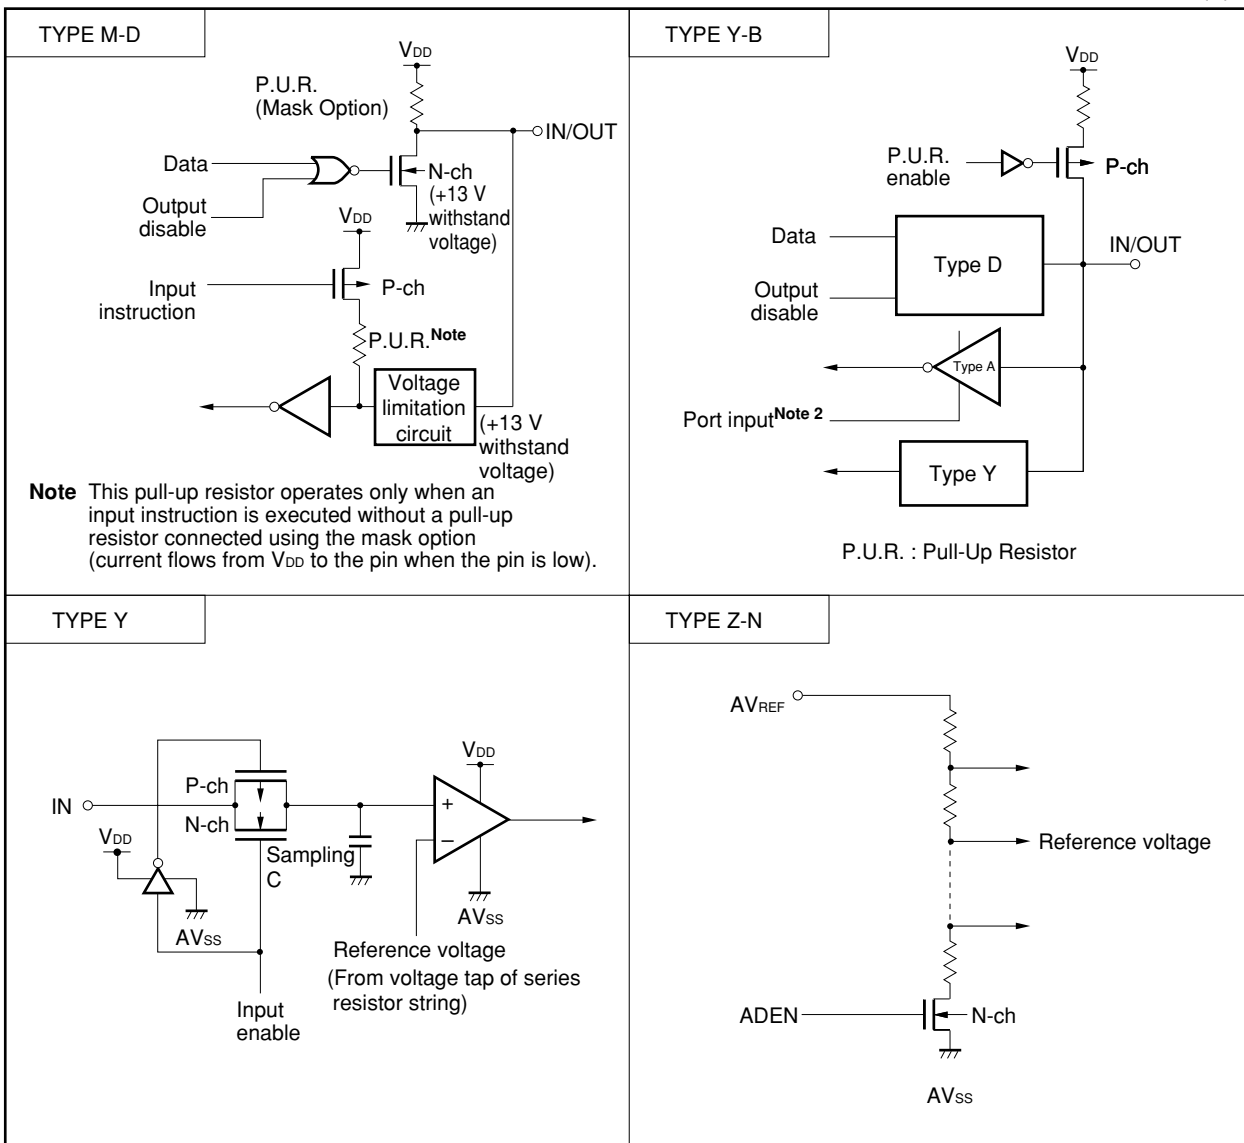 TYPE M-D
VDD
P.U.R.
(Mask Option)
IN/OUT
Data
Output
disable
N-ch
(+13 V
withstand
voltage)
VDD
Input
instruction
P-ch
P.U.R.Note
Voltage
limitation
circuit
(+13 V
withstand
voltage)
Note This pull-up resistor operates only when an
input instruction is executed without a pull-up
resistor connected using the mask option
(current flows from VDD to the pin when the pin is low).
TYPE Y-B
VDD
P.U.R.
enable
P-ch
Data
Output
disable
Type D
IN/OUT
Type A
Port inputNote 2
Type Y
P.U.R. : Pull-Up Resistor
TYPE Y
IN
P-ch
N-ch
VDD
AVSS
Sampling
C
Input
enable
VDD
+
−
AVSS
Reference voltage
(From voltage tap of series
resistor string)
TYPE Z-N
AVREF
Reference voltage
ADEN
N-ch
AVSS